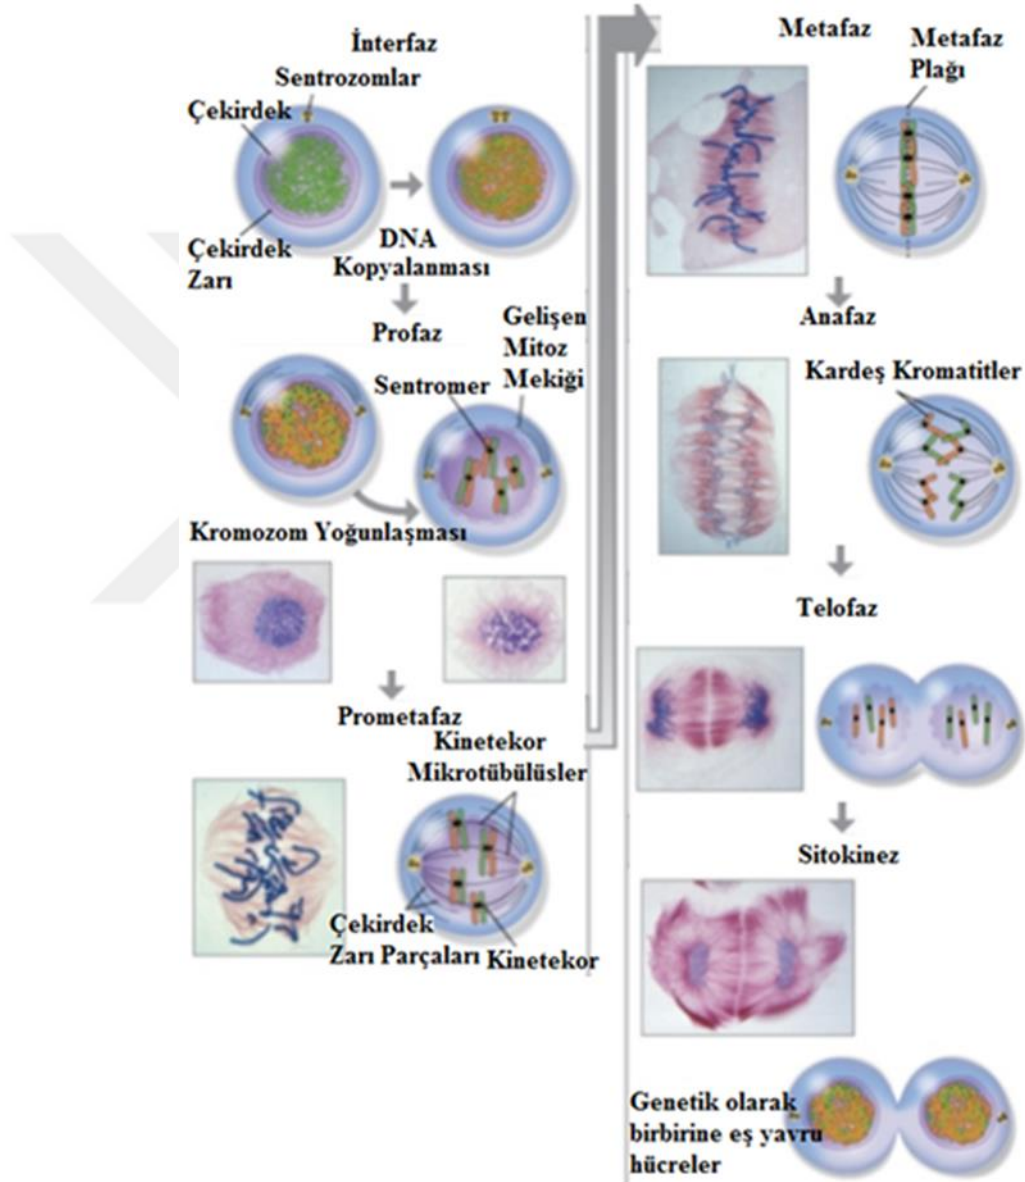 İnterfaz
Sentrozomlar
Çekirdek
Çekirdek
Zarı
DNA
Kopyalanması
Profaz
Gelişen
Mitoz
Mekiği
Sentromer
Kromozom Yoğunlaşması
Prometafaz
Kinetekor
Mikrotübülüsler
Çekirdek
Zarı Parçaları
Kinetekor
Metafaz
Metafaz
Plağı
Anafaz
Kardeş Kromatitler
Telofaz
Sitokinez
Genetik olarak
birbirine eş yavru
hücreler